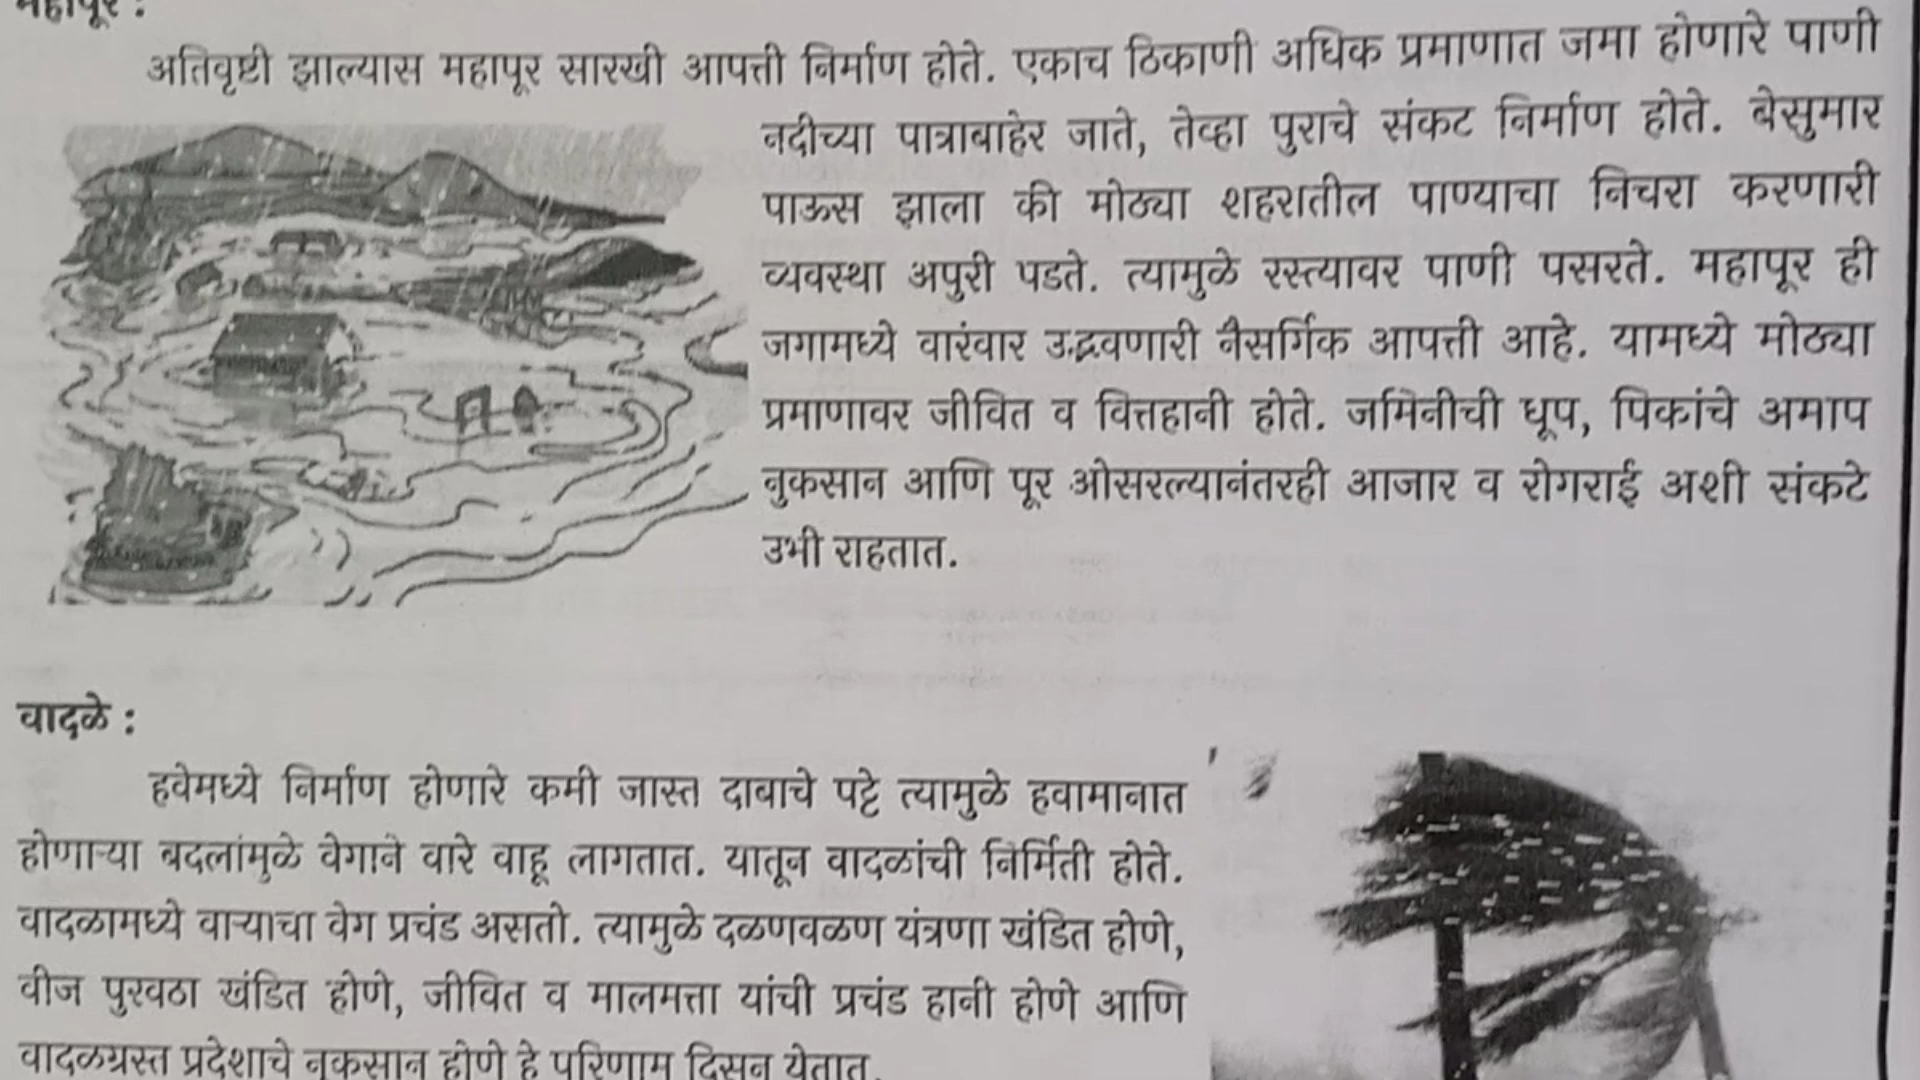 महापूर :
अतिवृष्टी झाल्यास महापूर सारखी आपत्ती निर्माण होते. एकाच ठिकाणी अधिक प्रमाणात जमा होणारे पाणी
नदीच्या पात्राबाहेर जाते, तेव्हा पुराचे संकट निर्माण होते. बेसुमार
पाऊस झाला की मोठ्या शहरातील पाण्याचा निचरा करणारी
व्यवस्था अपुरी पडते. त्यामुळे रस्त्यावर पाणी पसरते. महापूर ही
जगामध्ये वारंवार उद्भवणारी नैसर्गिक आपत्ती आहे. यामध्ये मोठ्या
प्रमाणावर जीवित व वित्तहानी होते. जमिनीची धूप, पिकांचे अमाप
नुकसान आणि पूर ओसरल्यानंतरही आजार व रोगराई अशी संकटे
उभी राहतात.
वादळे :
हवेमध्ये निर्माण होणारे कमी जास्त दाबाचे पट्टे त्यामुळे हवामानात
होणाऱ्या बदलांमुळे वेगाने वारे वाहू लागतात. यातून वादळांची निर्मिती होते.
वादळामध्ये वाऱ्याचा वेग प्रचंड असतो. त्यामुळे दळणवळण यंत्रणा खंडित होणे,
वीज पुरवठा खंडित होणे, जीवित व मालमत्ता यांची प्रचंड हानी होणे आणि
वादळग्रस्त प्रदेशाचे नुकसान होणे हे परिणाम दिसून येतात.